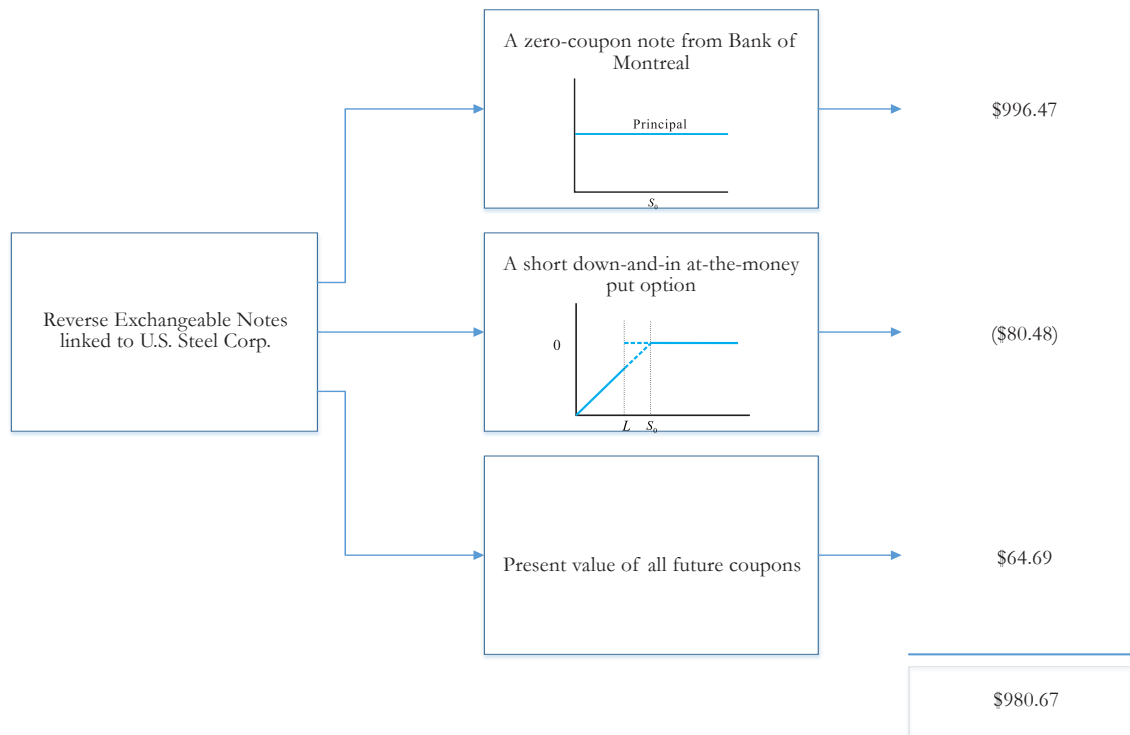 A zero-coupon note from Bank of
Montreal
Principal
S₀
$996.47
Reverse Exchangeable Notes
linked to U.S. Steel Corp.
A short down-and-in at-the-money
put option
0
L S₀
($80.48)
Present value of all future coupons
$64.69
$980.67